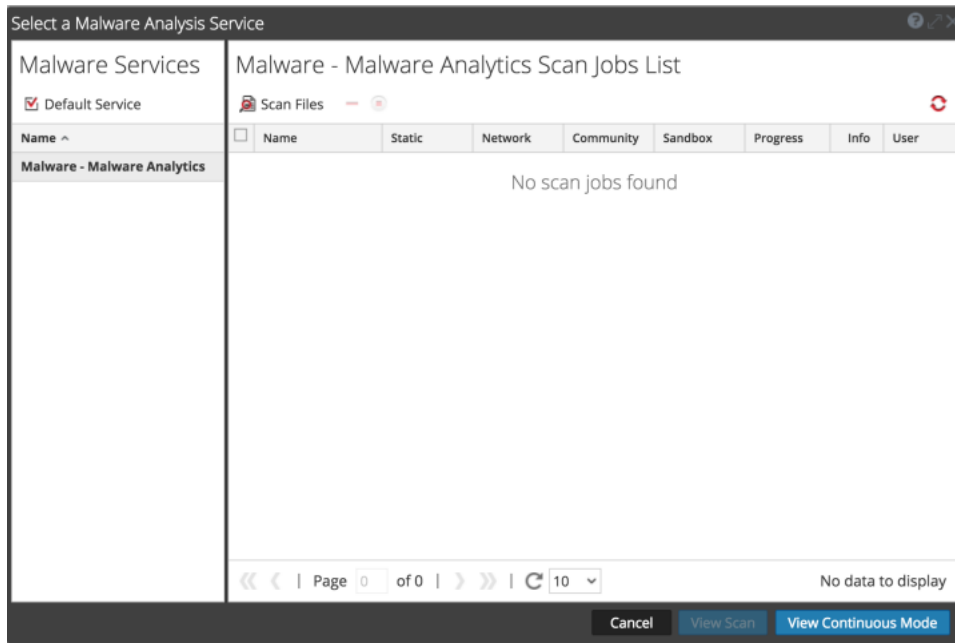 Select a Malware Analysis Service
Malware Services
Default Service
Name
Malware - Malware Analytics
Malware - Malware Analytics Scan Jobs List
Scan Files
Name Static Network Community Sandbox Progress Info User
No scan jobs found
| Page 0 of 0 | | 10 No data to display
Cancel View Scan View Continuous Mode